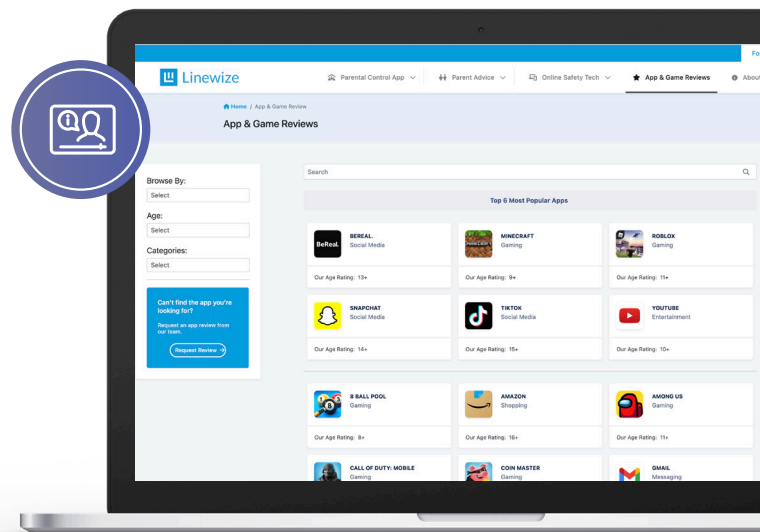 Fo
Linewize
Parental Control App
Parent Advice
Online Safety Tech
App & Game Reviews
About
Home / App & Game Review
App & Game Reviews
Browse By:
Select
Age:
Select
Categories:
Select
Can't find the app you're
looking for?
Request an app review from
our team.
Request Review
Search
Top 6 Most Popular Apps
BeReal.
BEREAL.
Social Media
Our Age Rating: 13+
MINECRAFT
MINECRAFT
Gaming
Our Age Rating: 9+
ROBLOX
Gaming
Our Age Rating: 11+
SNAPCHAT
Social Media
Our Age Rating: 14+
TIKTOK
Social Media
Our Age Rating: 15+
YOUTUBE
Entertainment
Our Age Rating: 10+
8
8 BALL POOL
Gaming
Our Age Rating: 8+
AMAZON
Shopping
Our Age Rating: 16+
AMONG US
Gaming
Our Age Rating: 11+
CALL OF DUTY: MOBILE
Gaming
COIN MASTER
Gaming
GMAIL
Messaging